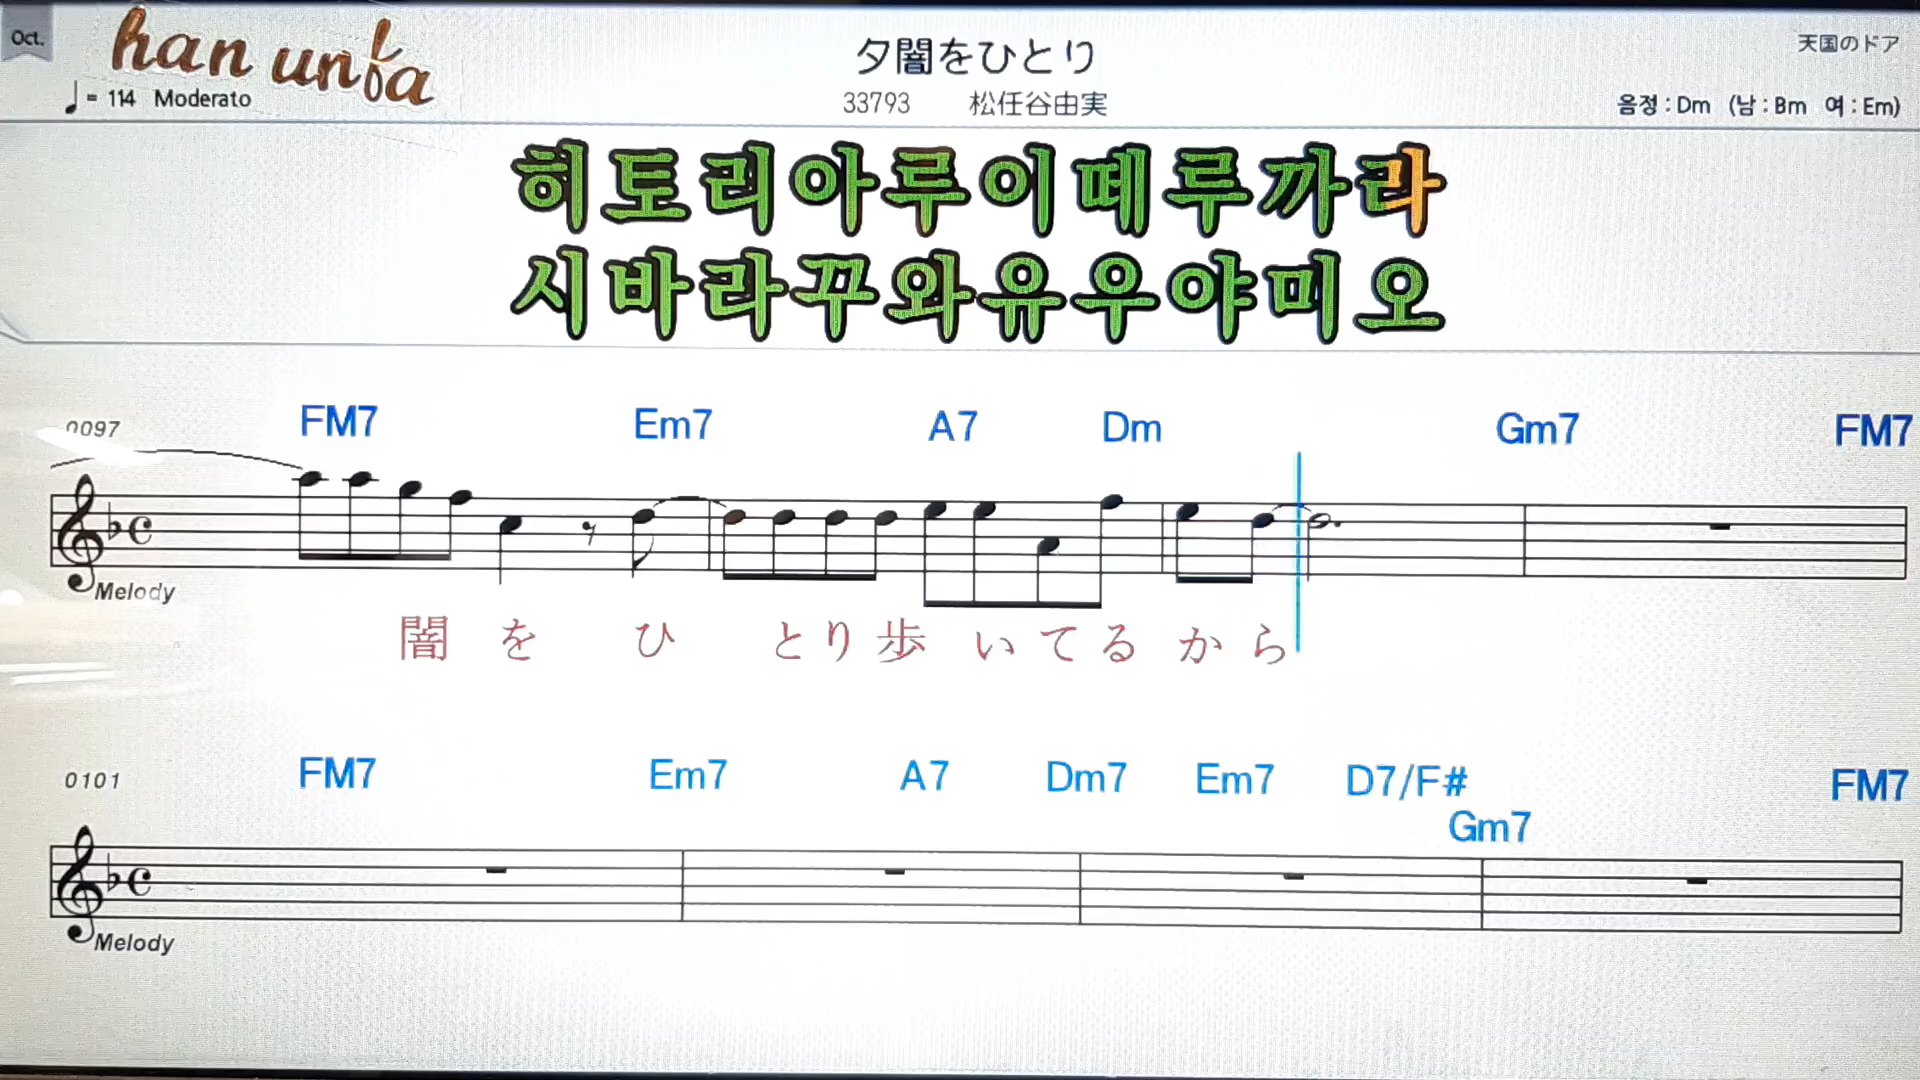 Oct.
han unfa
夕闇をひとり
天国のドア
♩= 114 Moderato
33793 松任谷由実
음정 : Dm (남 : Bm 여 : Em)
히토리아루이떼루까라
시바라꾸와유우야미오
0097
FM7 Em7 A7 Dm Gm7 FM7
Melody
闇 を ひ と り 歩 い て る か ら
0101
FM7 Em7 A7 Dm7 Em7 D7/F# Gm7 FM7
Melody